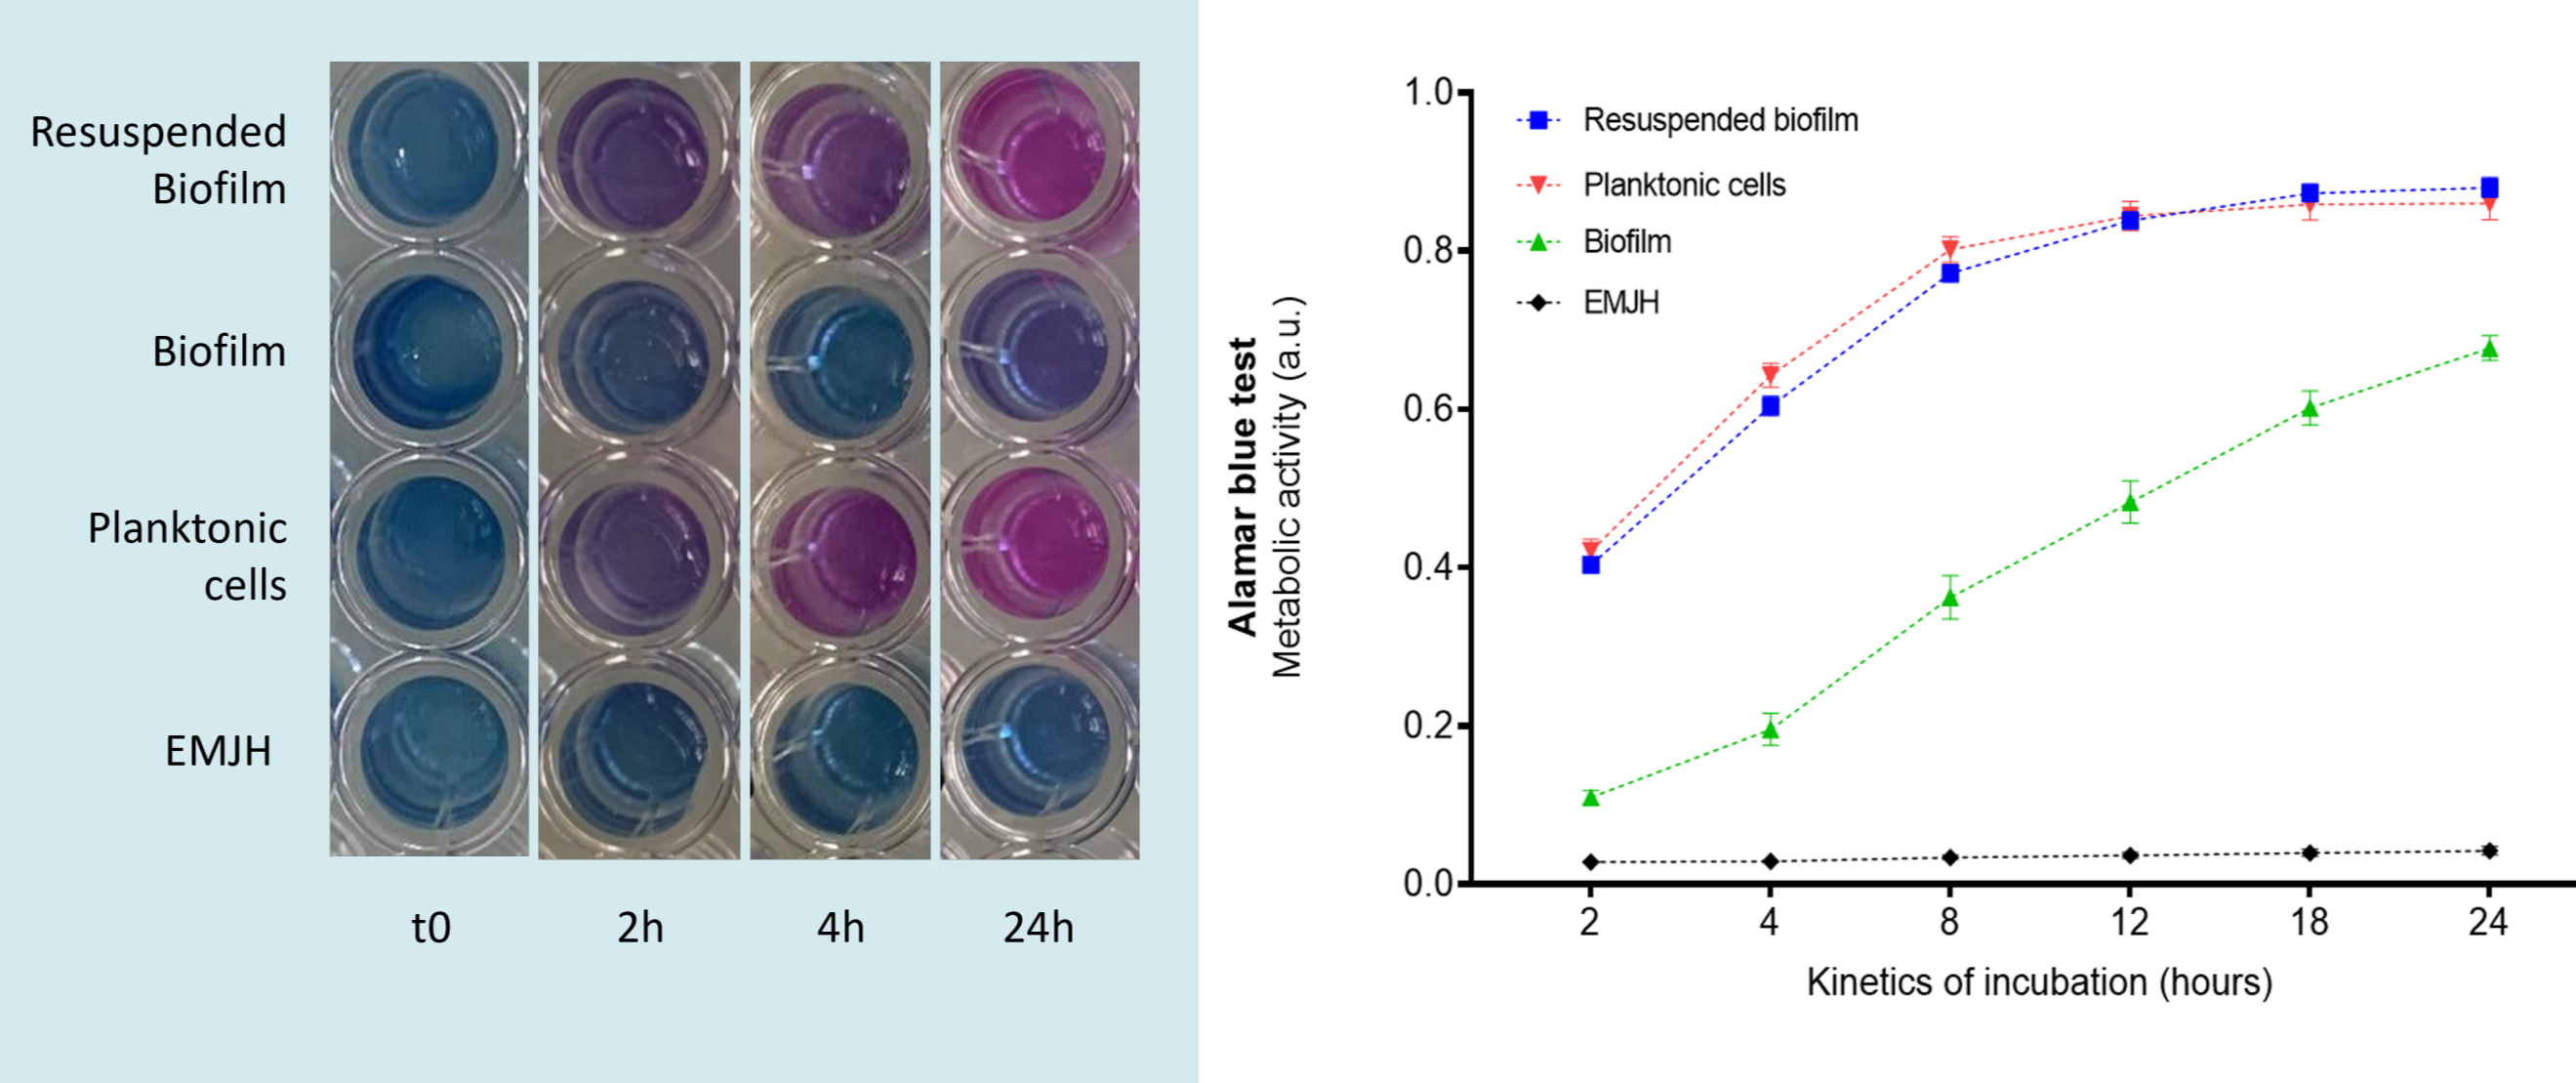 Resuspended
Biofilm
Biofilm
Planktonic
cells
EMJH
t0
2h
4h
24h
Alamar blue test
Metabolic activity (a.u.)
1.0
0.8
0.6
0.4
0.2
0.0
Resuspended biofilm
Planktonic cells
Biofilm
EMJH
2
4
8
12
18
24
Kinetics of incubation (hours)